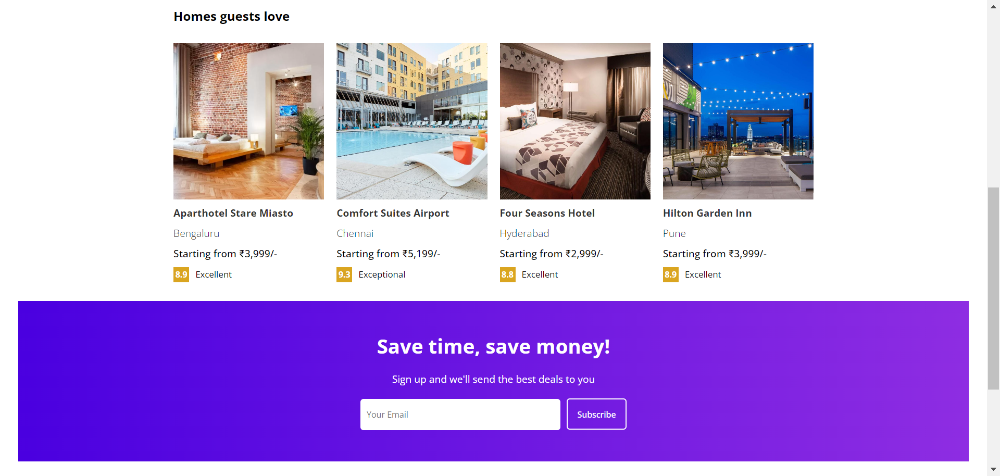 Homes guests love
Aparthotel Stare Miasto
Bengaluru
Starting from ₹3,999/-
8.9 Excellent
Comfort Suites Airport
Chennai
Starting from ₹5,199/-
9.3 Exceptional
Four Seasons Hotel
Hyderabad
Starting from ₹2,999/-
8.8 Excellent
Hilton Garden Inn
Pune
Starting from ₹3,999/-
8.9 Excellent
Save time, save money!
Sign up and we'll send the best deals to you
Your Email
Subscribe